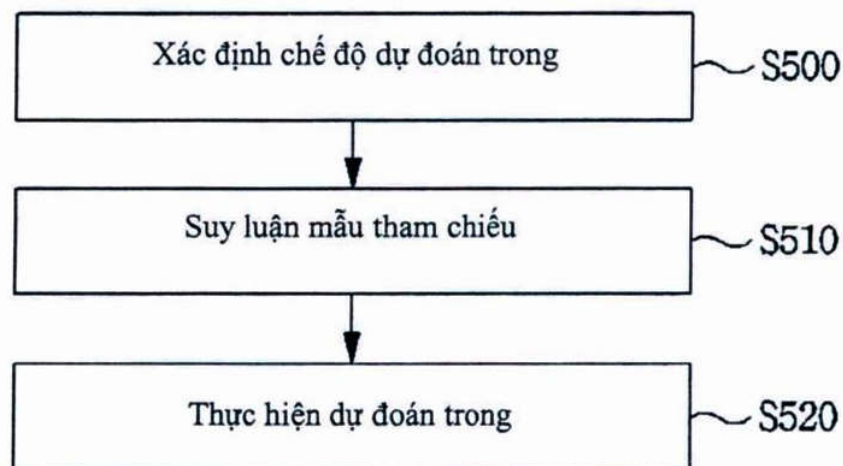 Xác định chế độ dự đoán trong
S500
Suy luận mẫu tham chiếu
S510
Thực hiện dự đoán trong
S520